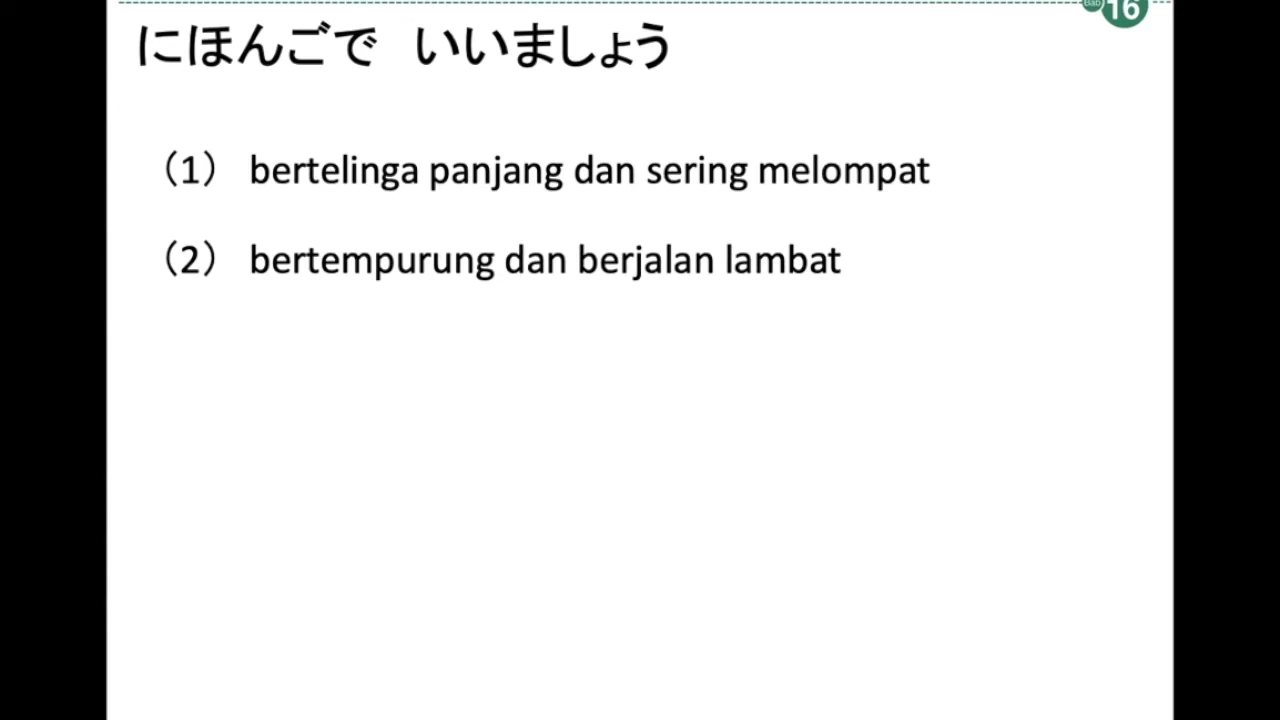 Bab 16
にほんごで　いいましょう
（1） bertelinga panjang dan sering melompat
（2） bertempurung dan berjalan lambat